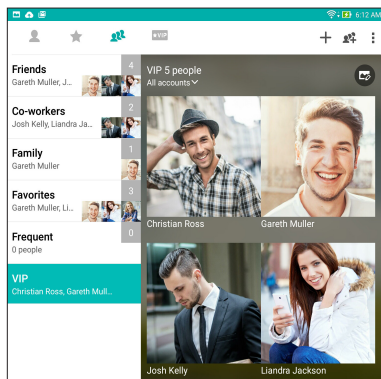 6:12 AM
VIP
Friends
4
Gareth Muller, J...
Co-workers
2
Josh Kelly, Liandra Ja...
Family
1
Gareth Muller
Favorites
3
Gareth Muller, Li...
Frequent
0
0 people
VIP
Christian Ross, Gareth Mull...
VIP 5 people
All accounts
Christian Ross
Gareth Muller
Josh Kelly
Liandra Jackson